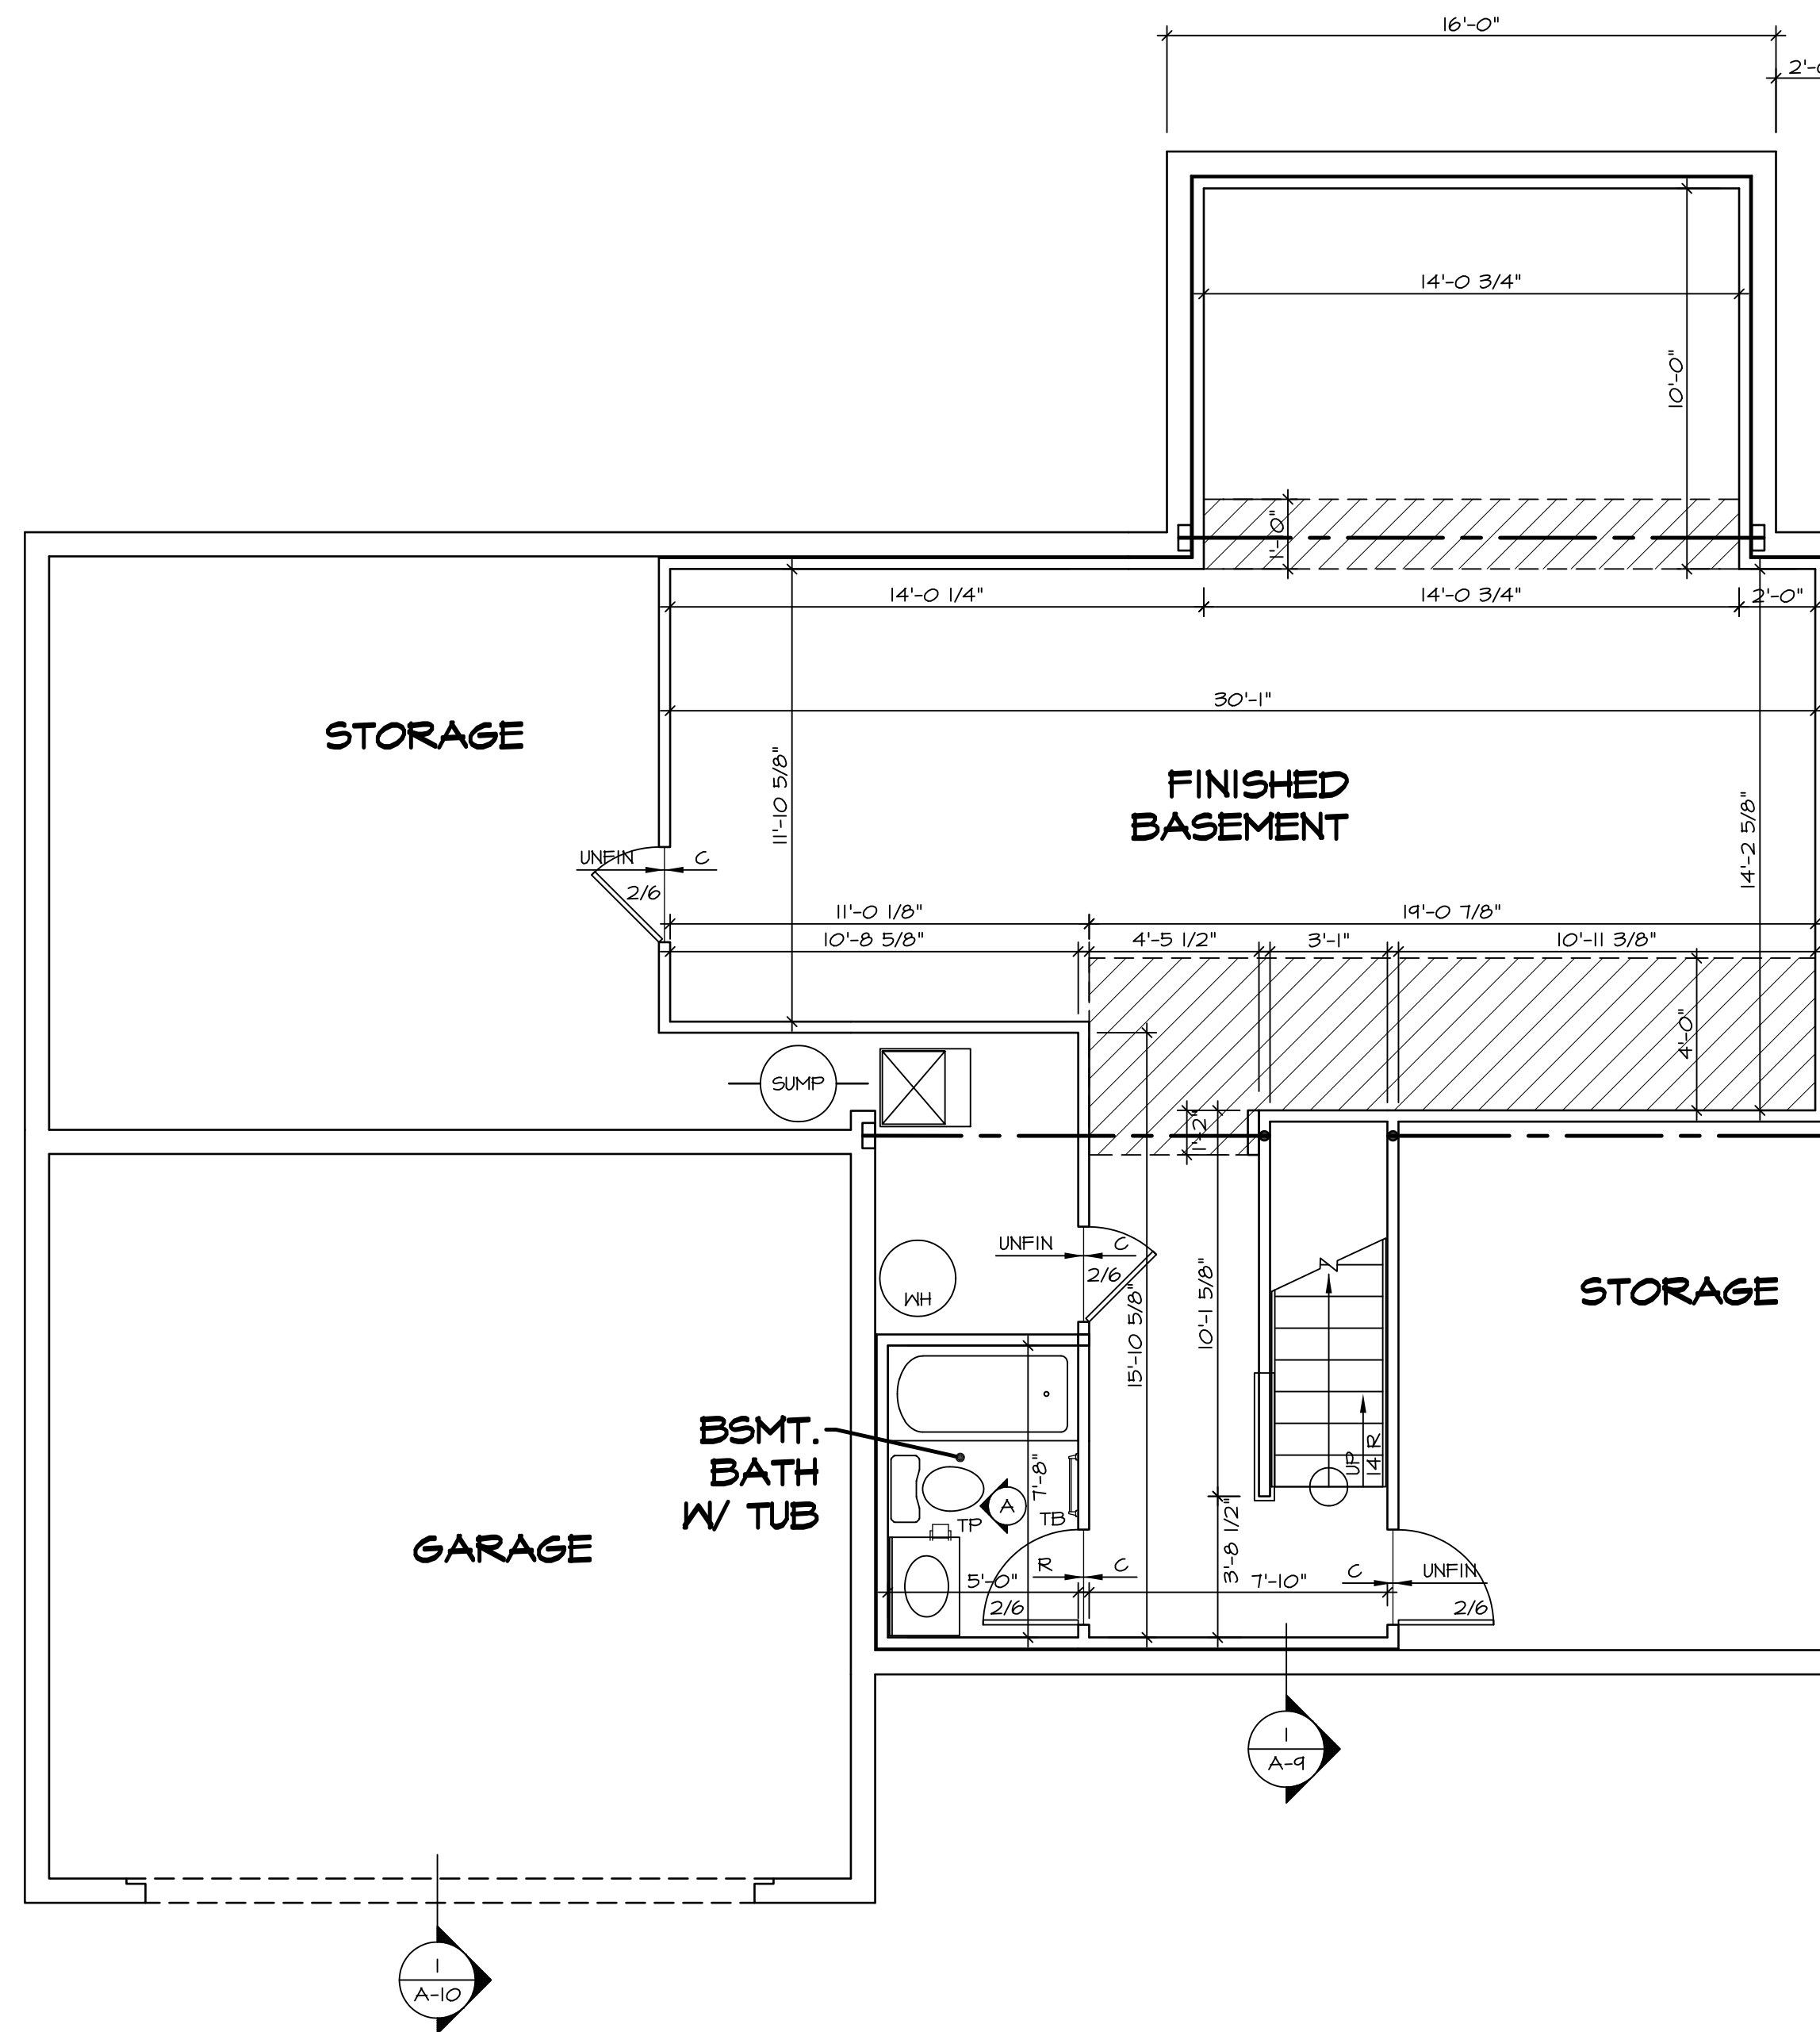 16'-0"
14'-0 3/4"
10'-0"
1'-0"
14'-0 1/4"
14'-0 3/4"
2'-0"
30'-1"
STORAGE
FINISHED
BASEMENT
11'-10 5/8"
14'-2 5/8"
UNFIN
C
2/6
11'-0 1/8"
19'-0 7/8"
10'-8 5/8"
4'-5 1/2"
3'-1"
10'-11 3/8"
4'-0"
SUMP
1'-2"
UNFIN
C
2/6
WH
15'-10 5/8"
10'-1 5/8"
STORAGE
BSMT.
BATH
W/ TUB
7'-8"
A
TP
TB
UP
14 R
3'-8 1/2"
GARAGE
R
C
5'-0"
2/6
7'-10"
C
UNFIN
2/6
1
A-9
1
A-10